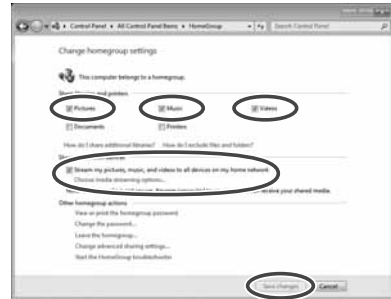 Control Panel ▸ All Control Panel Items ▸ HomeGroup
Search Control Panel
Change homegroup settings
This computer belongs to a homegroup.
Pictures Music Videos
Documents Printers
How do I share additional libraries? How do I exclude files and folders?
Stream my pictures, music, and videos to all devices on my home network
Choose media streaming options...
receive your shared media.
Other homegroup actions
View or print the homegroup password
Change the password...
Leave the homegroup...
Change advanced sharing settings...
Start the HomeGroup troubleshooter
Save changes Cancel